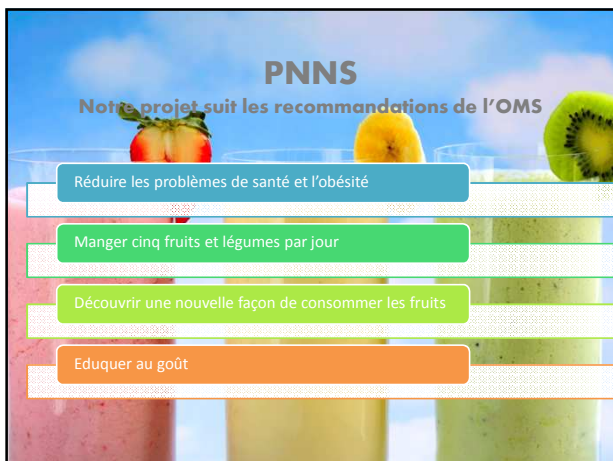 PNNS
Notre projet suit les recommandations de l’OMS
Réduire les problèmes de santé et l’obésité
Manger cinq fruits et légumes par jour
Découvrir une nouvelle façon de consommer les fruits
Eduquer au goût